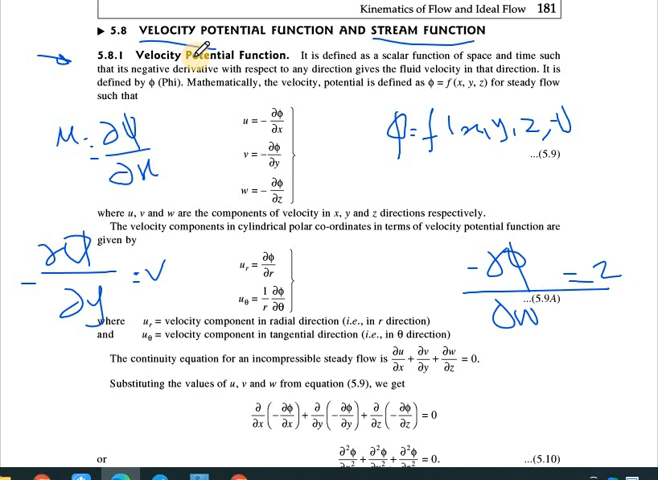 Kinematics of Flow and Ideal Flow 181
▶ 5.8 VELOCITY POTENTIAL FUNCTION AND STREAM FUNCTION
5.8.1 Velocity Potential Function. It is defined as a scalar function of space and time such
that its negative derivative with respect to any direction gives the fluid velocity in that direction. It is
defined by ϕ (Phi). Mathematically, the velocity, potential is defined as ϕ = f (x, y, z) for steady flow
such that
u = − ∂ϕ/∂x
v = − ∂ϕ/∂y
w = − ∂ϕ/∂z
...(5.9)
u = − ∂φ/∂x
φ = f(x, y, z, t)
where u, v and w are the components of velocity in x, y and z directions respectively.
The velocity components in cylindrical polar co-ordinates in terms of velocity potential function are
given by
u_r = ∂ϕ/∂r
u_θ = 1/r ∂ϕ/∂θ
...(5.9A)
− ∂φ/∂y = v
−∂φ/∂w = z
where u_r = velocity component in radial direction (i.e., in r direction)
and u_θ = velocity component in tangential direction (i.e., in θ direction)
The continuity equation for an incompressible steady flow is ∂u/∂x + ∂v/∂y + ∂w/∂z = 0.
Substituting the values of u, v and w from equation (5.9), we get
∂/∂x (− ∂ϕ/∂x) + ∂/∂y (− ∂ϕ/∂y) + ∂/∂z (− ∂ϕ/∂z) = 0
or ∂²ϕ/∂x² + ∂²ϕ/∂y² + ∂²ϕ/∂z² = 0. ...(5.10)